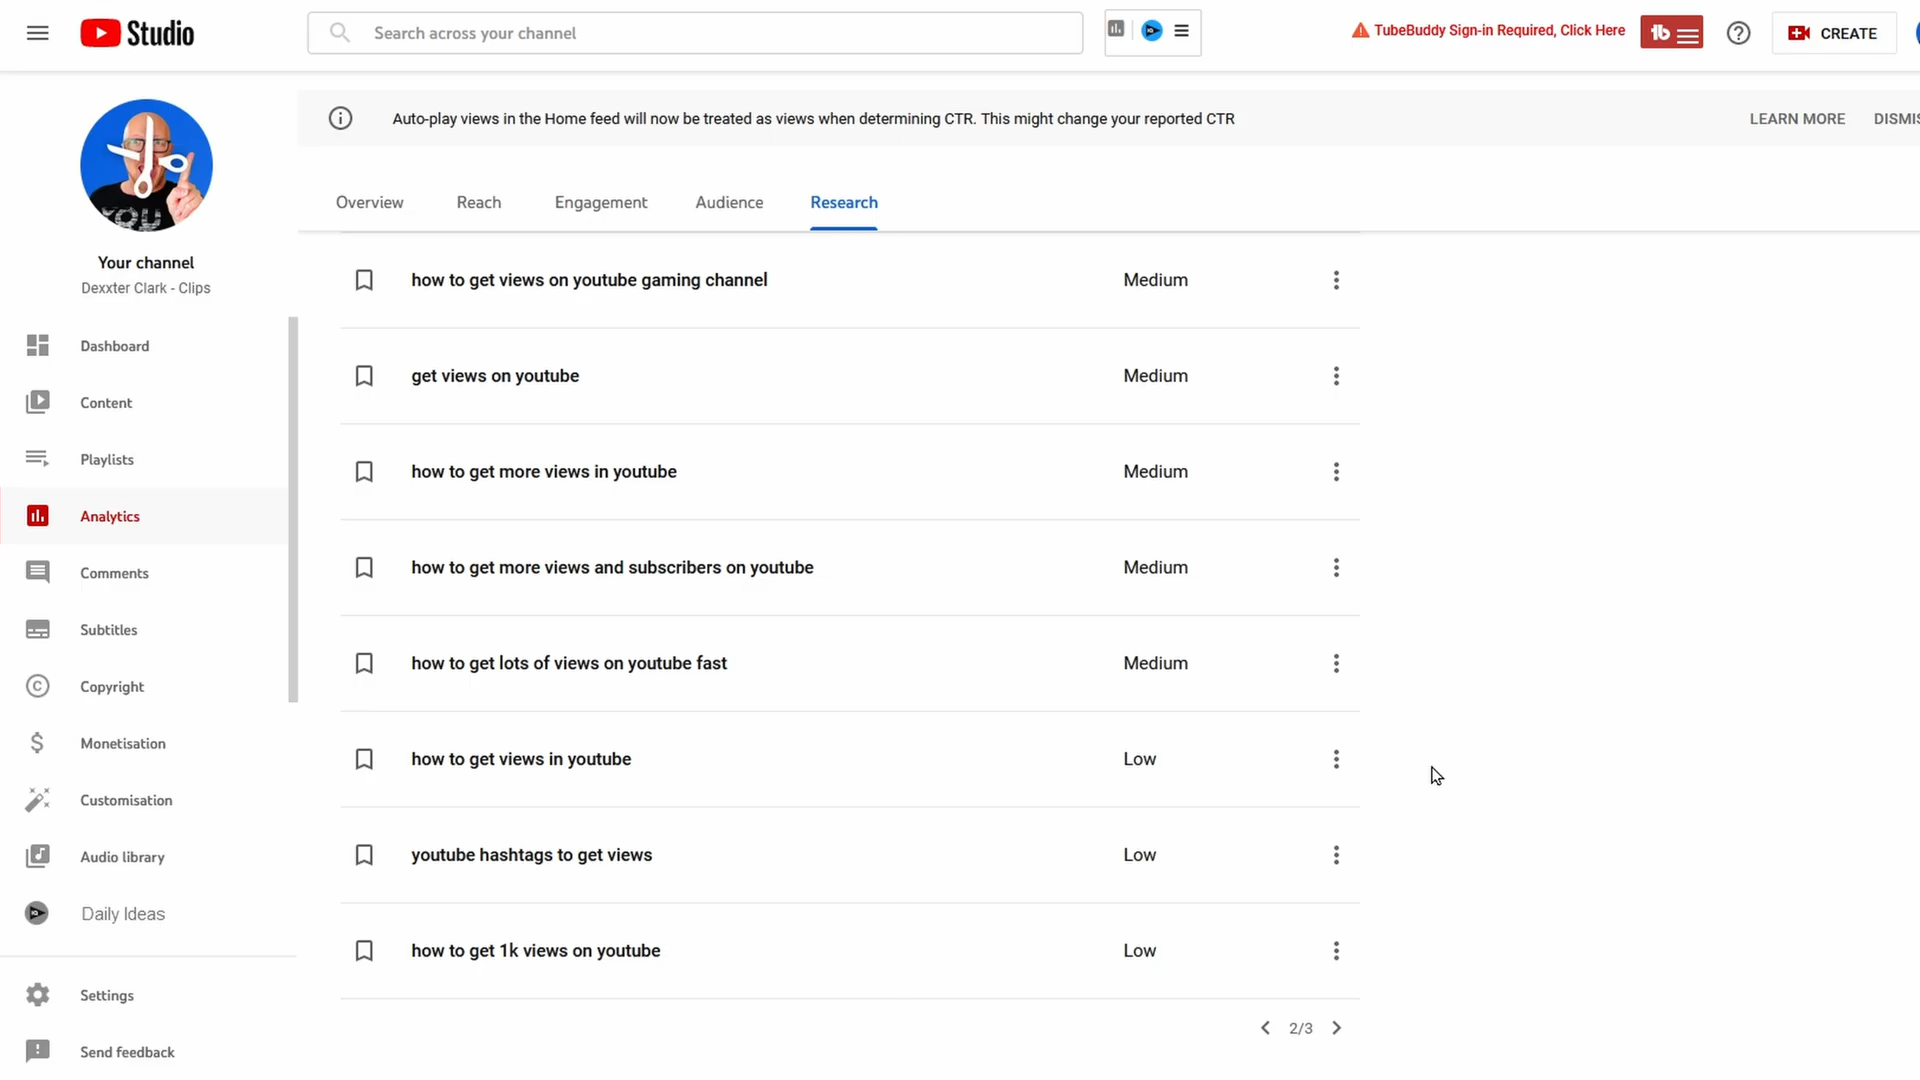 Studio
Search across your channel
TubeBuddy Sign-in Required, Click Here
tb
CREATE
Auto-play views in the Home feed will now be treated as views when determining CTR. This might change your reported CTR
LEARN MORE
DISMIS
YOU
Your channel
Dexxter Clark - Clips
Dashboard
Content
Playlists
Analytics
Comments
Subtitles
Copyright
Monetisation
Customisation
Audio library
Daily Ideas
Settings
Send feedback
Overview
Reach
Engagement
Audience
Research
how to get views on youtube gaming channel Medium
get views on youtube Medium
how to get more views in youtube Medium
how to get more views and subscribers on youtube Medium
how to get lots of views on youtube fast Medium
how to get views in youtube Low
youtube hashtags to get views Low
how to get 1k views on youtube Low
2/3